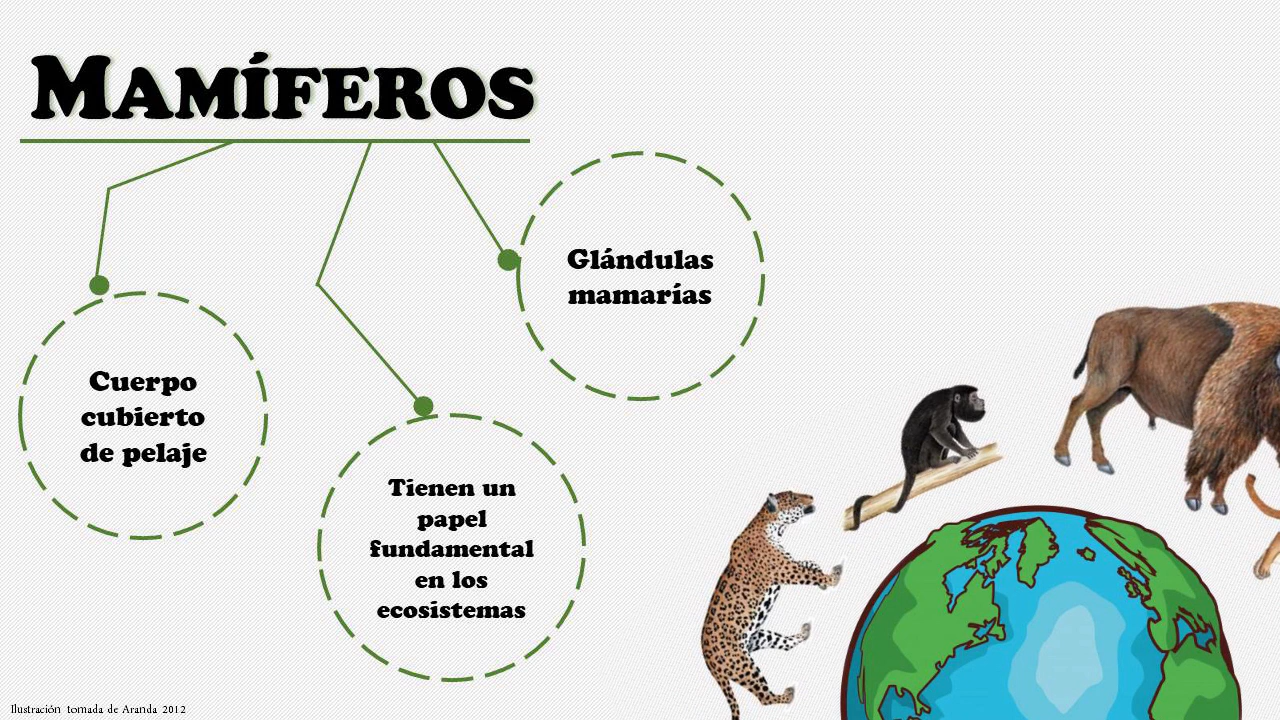 MAMÍFEROS
Glándulas
mamarías
Cuerpo
cubierto
de pelaje
Tienen un
papel
fundamental
en los
ecosistemas
Ilustración tomada de Aranda 2012